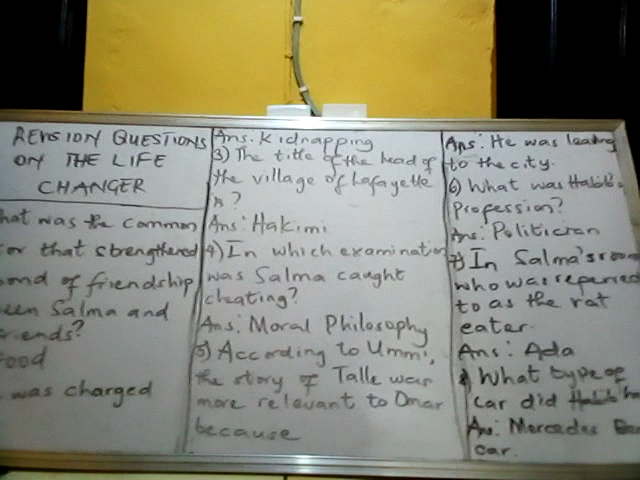 REVISION QUESTIONS
ON THE LIFE
CHANGER
hat was the common
or that strengthened
ond of friendship
een Salma and
riends?
Food
was charged
Ans: Kidnapping
3) The title of the head of
the village of Lafayette
is?
Ans: Hakimi
4) In which examination
was Salma caught
cheating?
Ans: Moral Philosophy
5) According to Ummi,
the story of Talle was
more relevant to Omar
because
Ans: He was leading
to the city.
6) What was Habib's
profession?
Ans: Politician
7) In Salma's room
who was referred
to as the rat
eater.
Ans: Ada
8) What type of
car did Habib
Ans: Mercedes
car.